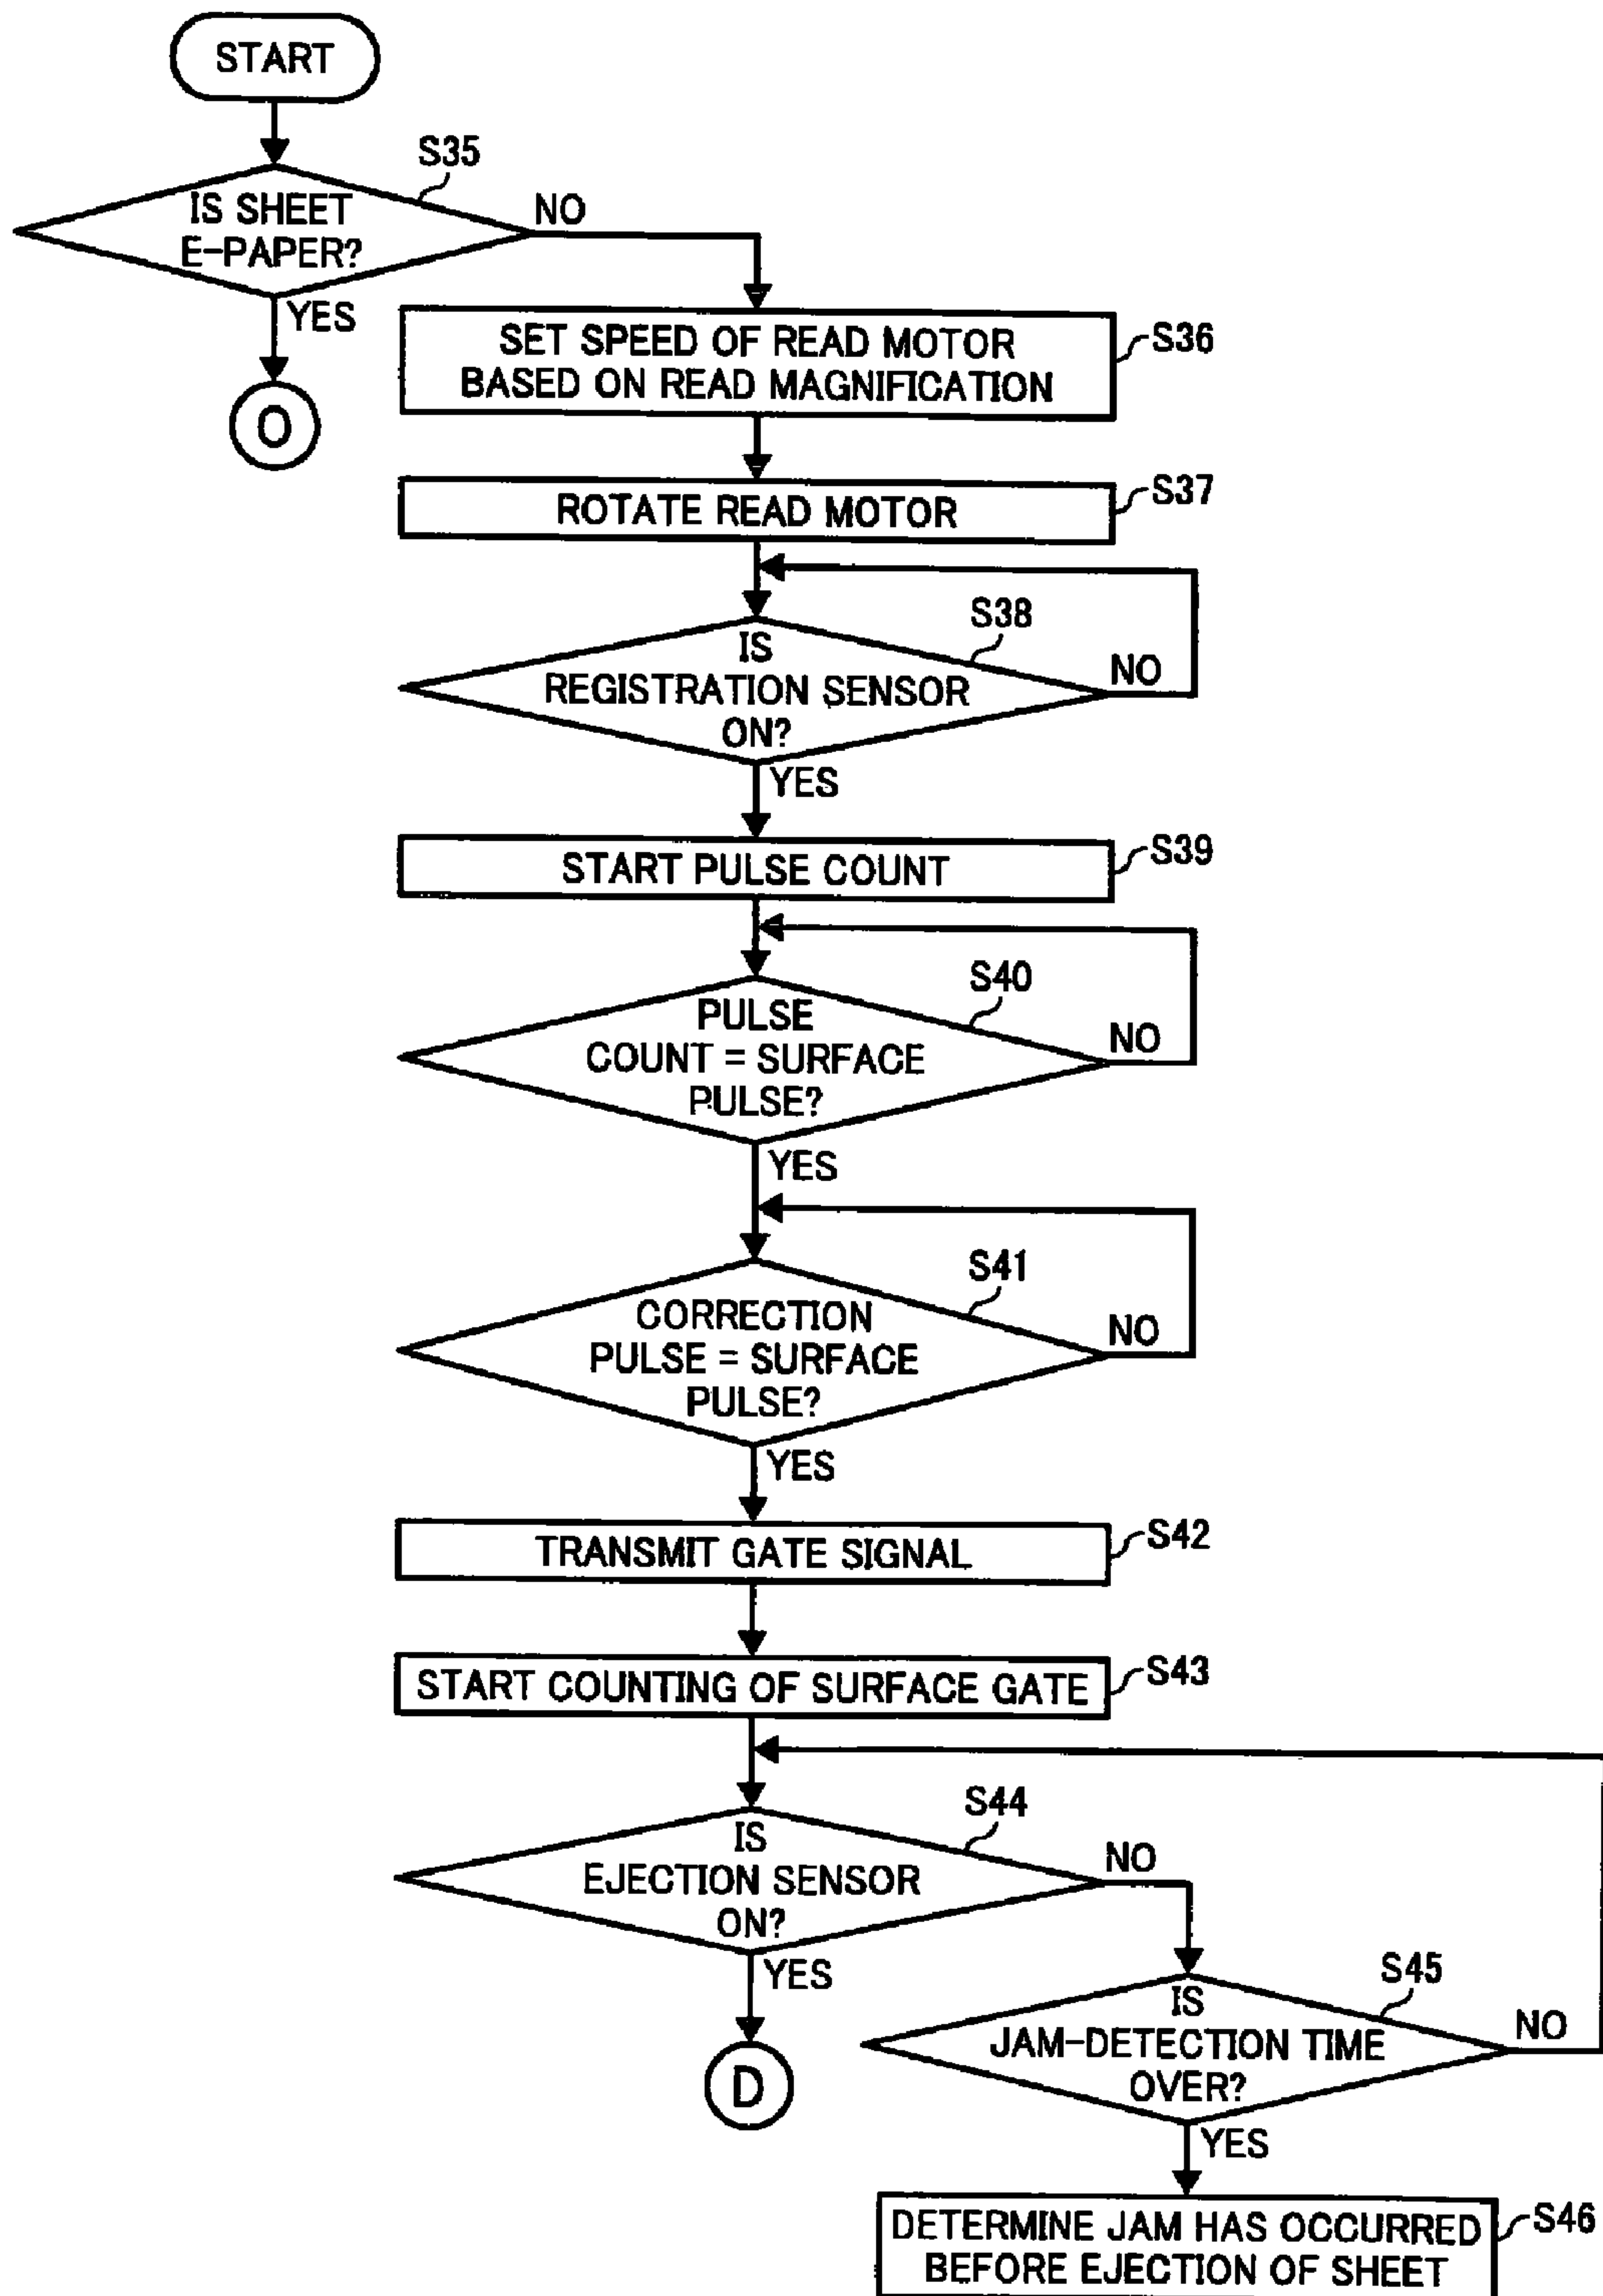 START
S35
IS SHEET
E-PAPER?
NO
YES
O
SET SPEED OF READ MOTOR
BASED ON READ MAGNIFICATION
S36
ROTATE READ MOTOR
S37
S38
IS
REGISTRATION SENSOR
ON?
NO
YES
START PULSE COUNT
S39
S40
PULSE
COUNT = SURFACE
PULSE?
NO
YES
S41
CORRECTION
PULSE = SURFACE
PULSE?
NO
YES
TRANSMIT GATE SIGNAL
S42
START COUNTING OF SURFACE GATE
S43
S44
IS
EJECTION SENSOR
ON?
NO
YES
D
S45
IS
JAM-DETECTION TIME
OVER?
NO
YES
DETERMINE JAM HAS OCCURRED
BEFORE EJECTION OF SHEET
S46